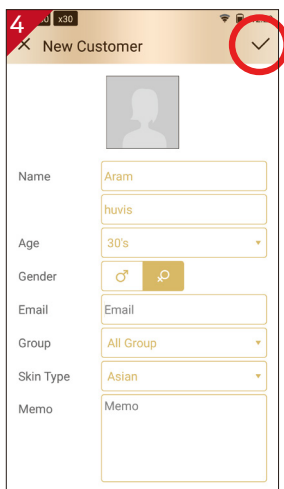 4
x30
× New Customer
Name
Aram
huvis
Age
30's
Gender
Email
Email
Group
All Group
Skin Type
Asian
Memo
Memo